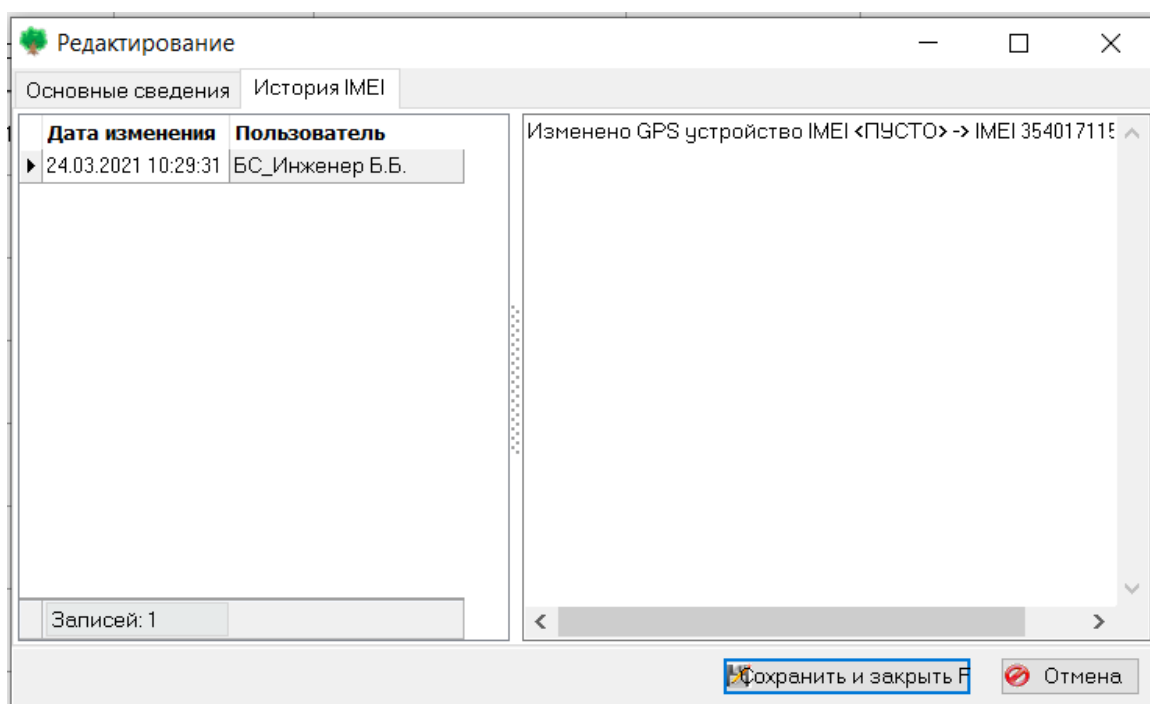 Редактирование
Основные сведения История IMEI
Дата изменения Пользователь
24.03.2021 10:29:31 БС_Инженер Б.Б.
Изменено GPS устройство IMEI <ПУСТО> -> IMEI 354017115
Записей: 1
Сохранить и закрыть F Отмена